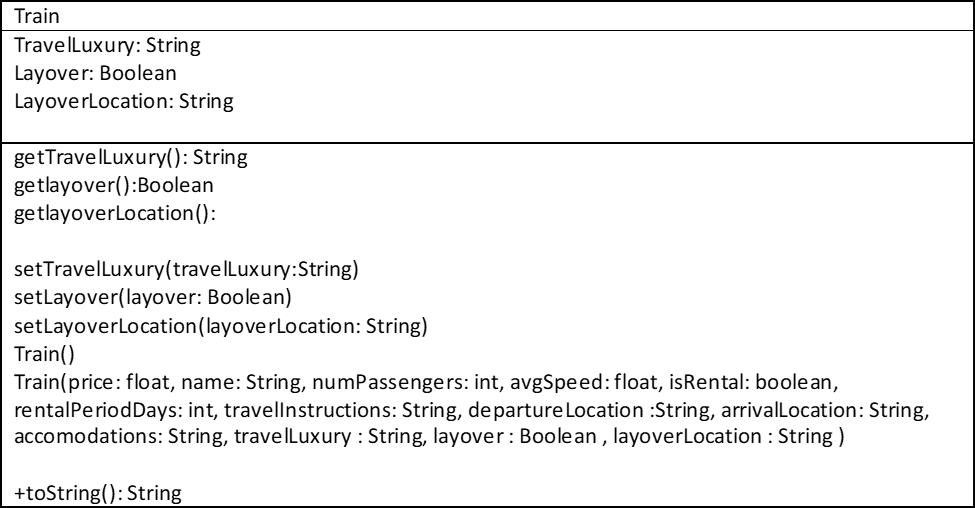 Train
TravelLuxury: String
Layover: Boolean
LayoverLocation: String
getTravelLuxury(): String
getlayover():Boolean
getlayoverLocation():
setTravelLuxury(travelLuxury:String)
setLayover(layover: Boolean)
setLayoverLocation(layoverLocation: String)
Train()
Train(price: float, name: String, numPassengers: int, avgSpeed: float, isRental: boolean,
rentalPeriodDays: int, travelInstructions: String, departureLocation :String, arrivalLocation: String,
accomodations: String, travelLuxury : String, layover : Boolean , layoverLocation : String )
+toString(): String